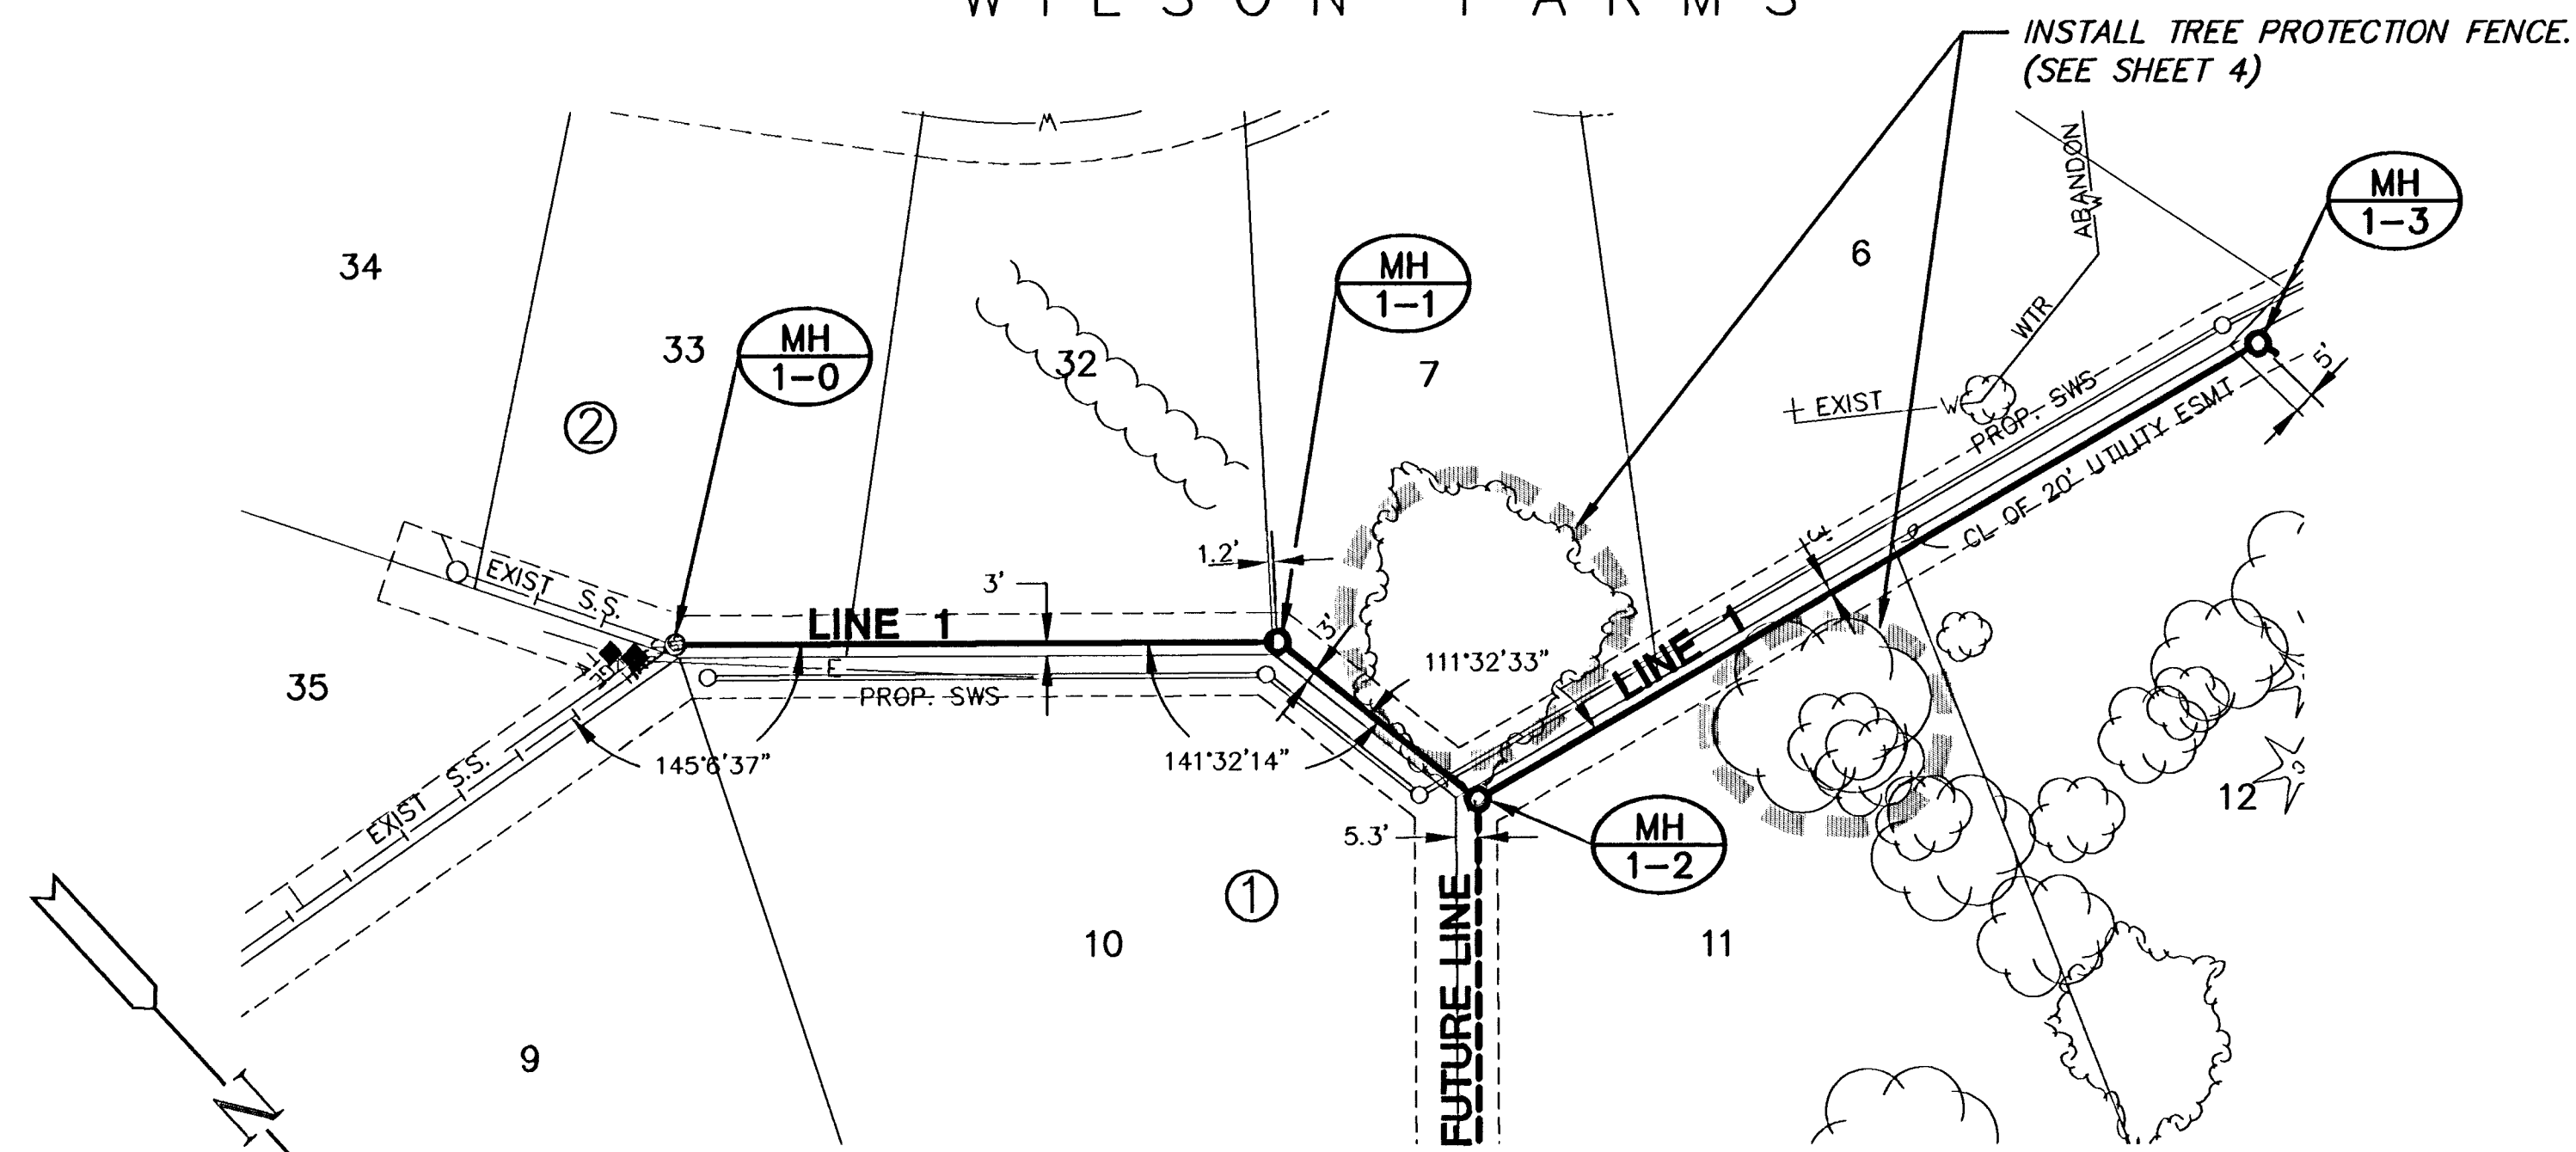 WILSON FARMS
INSTALL TREE PROTECTION FENCE.
(SEE SHEET 4)
W
ABANDON
W
MH
1-3
34
6
MH
1-1
33
MH
1-0
32
7
WTR
5'
2
EXIST
W
PROP. SWS
CL OF 20' UTILITY ESMT
EXIST S.S.
1.2'
3'
3'
LINE 1
3'
111°32'33"
LINE 1
E
PROP. SWS
35
145°6'37"
141°32'14"
EXIST S.S.
5.3'
MH
1-2
12
1
10
11
FUTURE LINE
9
N